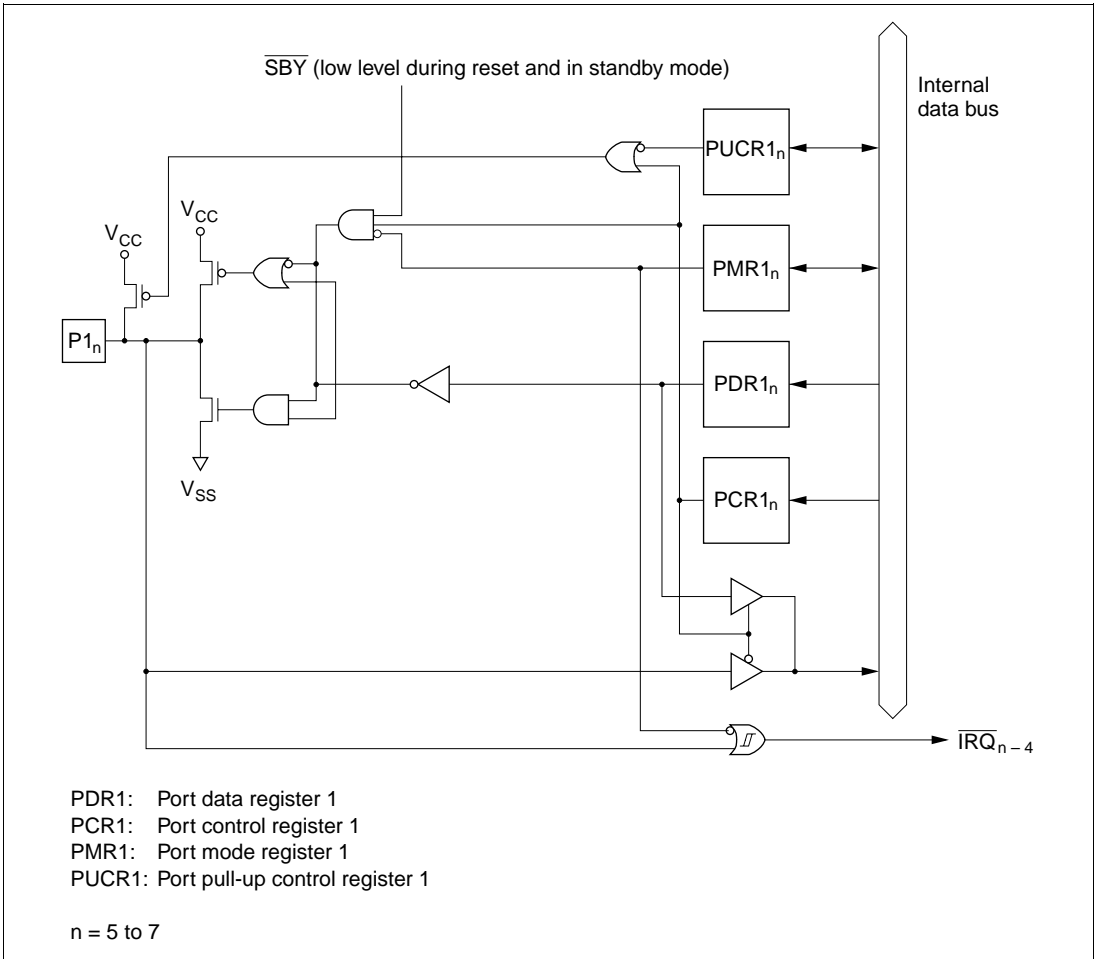 SBY (low level during reset and in standby mode)
Internal
data bus
PUCR1n
VCC
VCC
PMR1n
P1n
PDR1n
VSS
PCR1n
IRQn – 4
PDR1: Port data register 1
PCR1: Port control register 1
PMR1: Port mode register 1
PUCR1: Port pull-up control register 1
n = 5 to 7